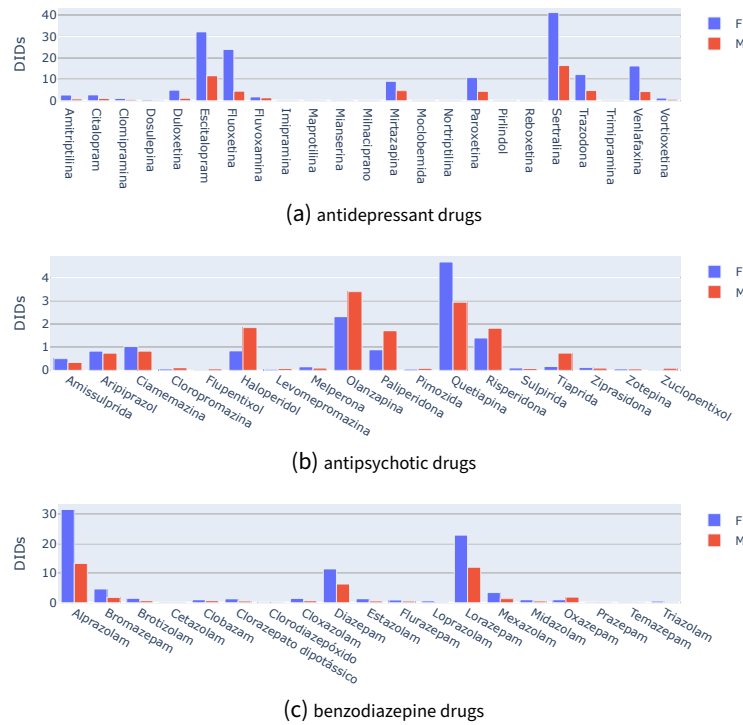 40
30
20
10
0
DIDs
F
M
Amitriptilina
Citalopram
Clomipramina
Dosulepina
Duloxetina
Escitalopram
Fluoxetina
Fluvoxamina
Imipramina
Maprotilina
Mianserina
Milnaciprano
Mirtazapina
Moclobemida
Nortriptilina
Paroxetina
Pirlindol
Reboxetina
Sertralina
Trazodona
Trimipramina
Venlafaxina
Vortioxetina
(a) antidepressant drugs
4
3
2
1
0
DIDs
F
M
Amissulprida
Aripiprazol
Ciamemazina
Cloropromazina
Flupentixol
Haloperidol
Levomepromazina
Melperona
Olanzapina
Paliperidona
Pimozida
Quetiapina
Risperidona
Sulpirida
Tiaprida
Ziprasidona
Zotepina
Zuclopentixol
(b) antipsychotic drugs
30
20
10
0
DIDs
F
M
Alprazolam
Bromazepam
Brotizolam
Cetazolam
Clobazam
Clorazepato dipotássico
Clorodiazepóxido
Cloxazolam
Diazepam
Estazolam
Flurazepam
Loprazolam
Lorazepam
Mexazolam
Midazolam
Oxazepam
Prazepam
Temazepam
Triazolam
(c) benzodiazepine drugs